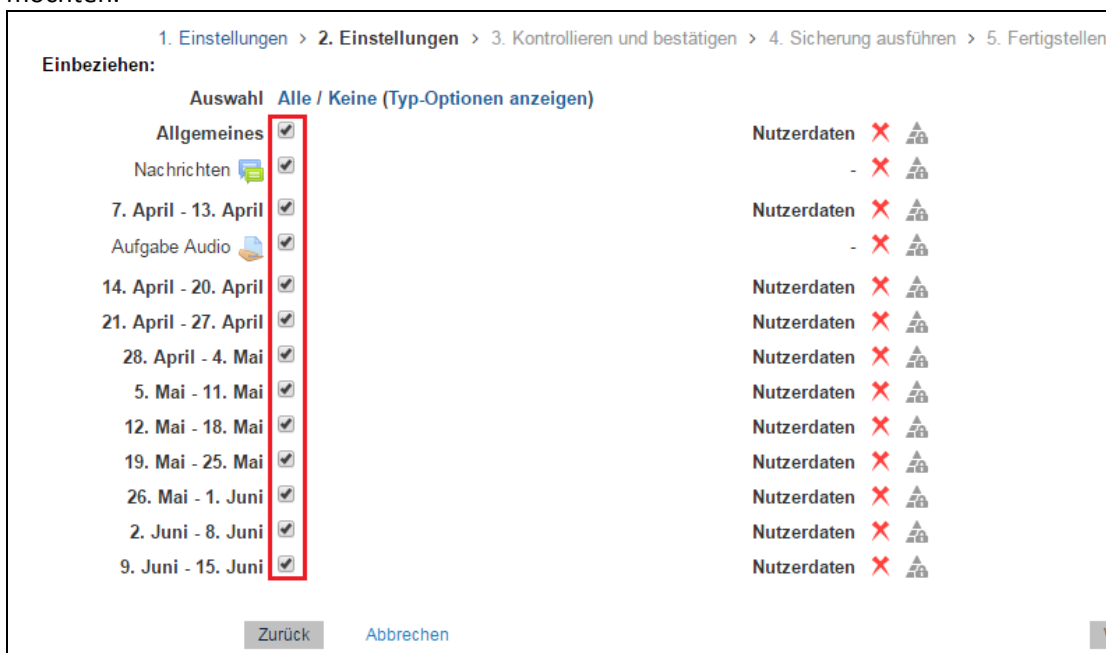 1. Einstellungen > 2. Einstellungen > 3. Kontrollieren und bestätigen > 4. Sicherung ausführen > 5. Fertigstellen
Einbeziehen:
Auswahl Alle / Keine (Typ-Optionen anzeigen)
Allgemeines Nutzerdaten
Nachrichten -
7. April - 13. April Nutzerdaten
Aufgabe Audio -
14. April - 20. April Nutzerdaten
21. April - 27. April Nutzerdaten
28. April - 4. Mai Nutzerdaten
5. Mai - 11. Mai Nutzerdaten
12. Mai - 18. Mai Nutzerdaten
19. Mai - 25. Mai Nutzerdaten
26. Mai - 1. Juni Nutzerdaten
2. Juni - 8. Juni Nutzerdaten
9. Juni - 15. Juni Nutzerdaten
Zurück Abbrechen